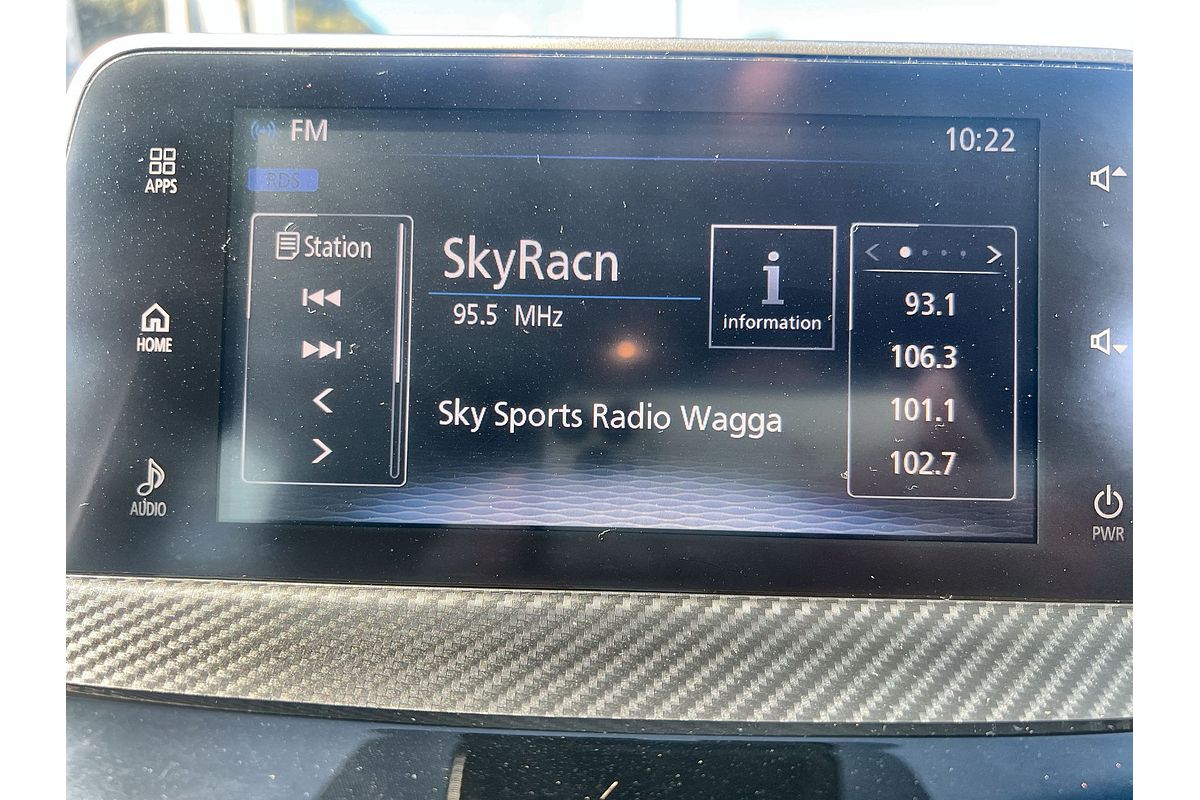 FM
10:22
RDS
APPS
HOME
AUDIO
Station
SkyRacn
95.5 MHz
Sky Sports Radio Wagga
i
information
93.1
106.3
101.1
102.7
PWR